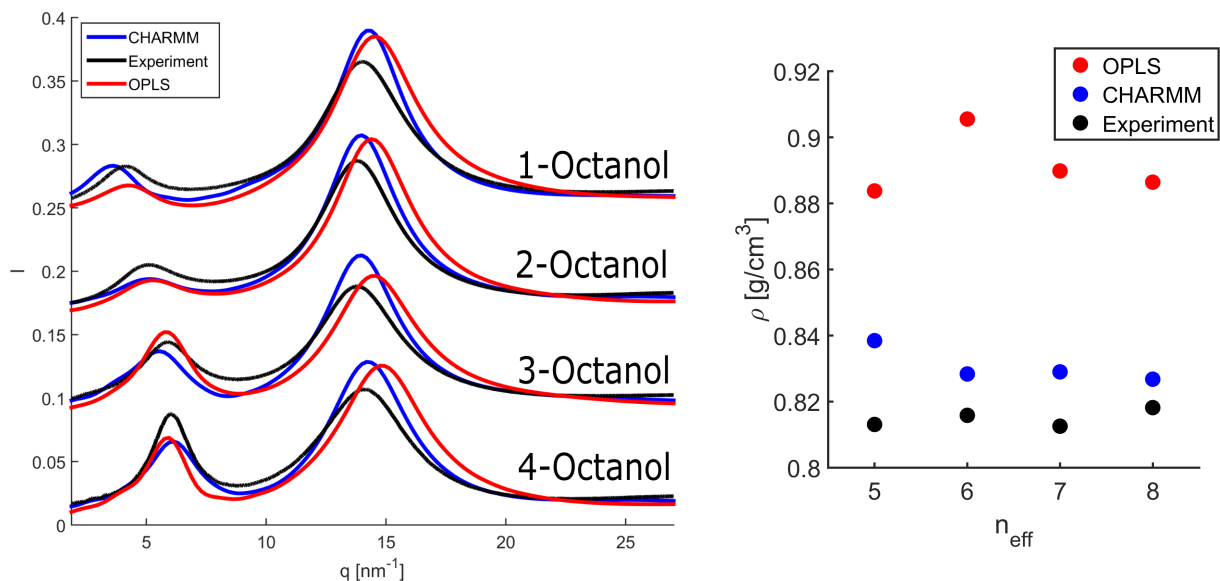 0.4
CHARMM
Experiment
OPLS
0.35
0.3
1-Octanol
0.25
I
2-Octanol
0.2
0.15
3-Octanol
0.1
4-Octanol
0.05
0
5
10
15
20
25
q [nm⁻¹]
0.92
OPLS
CHARMM
Experiment
0.9
0.88
0.86
ρ [g/cm³]
0.84
0.82
0.8
5
6
7
8
n_eff